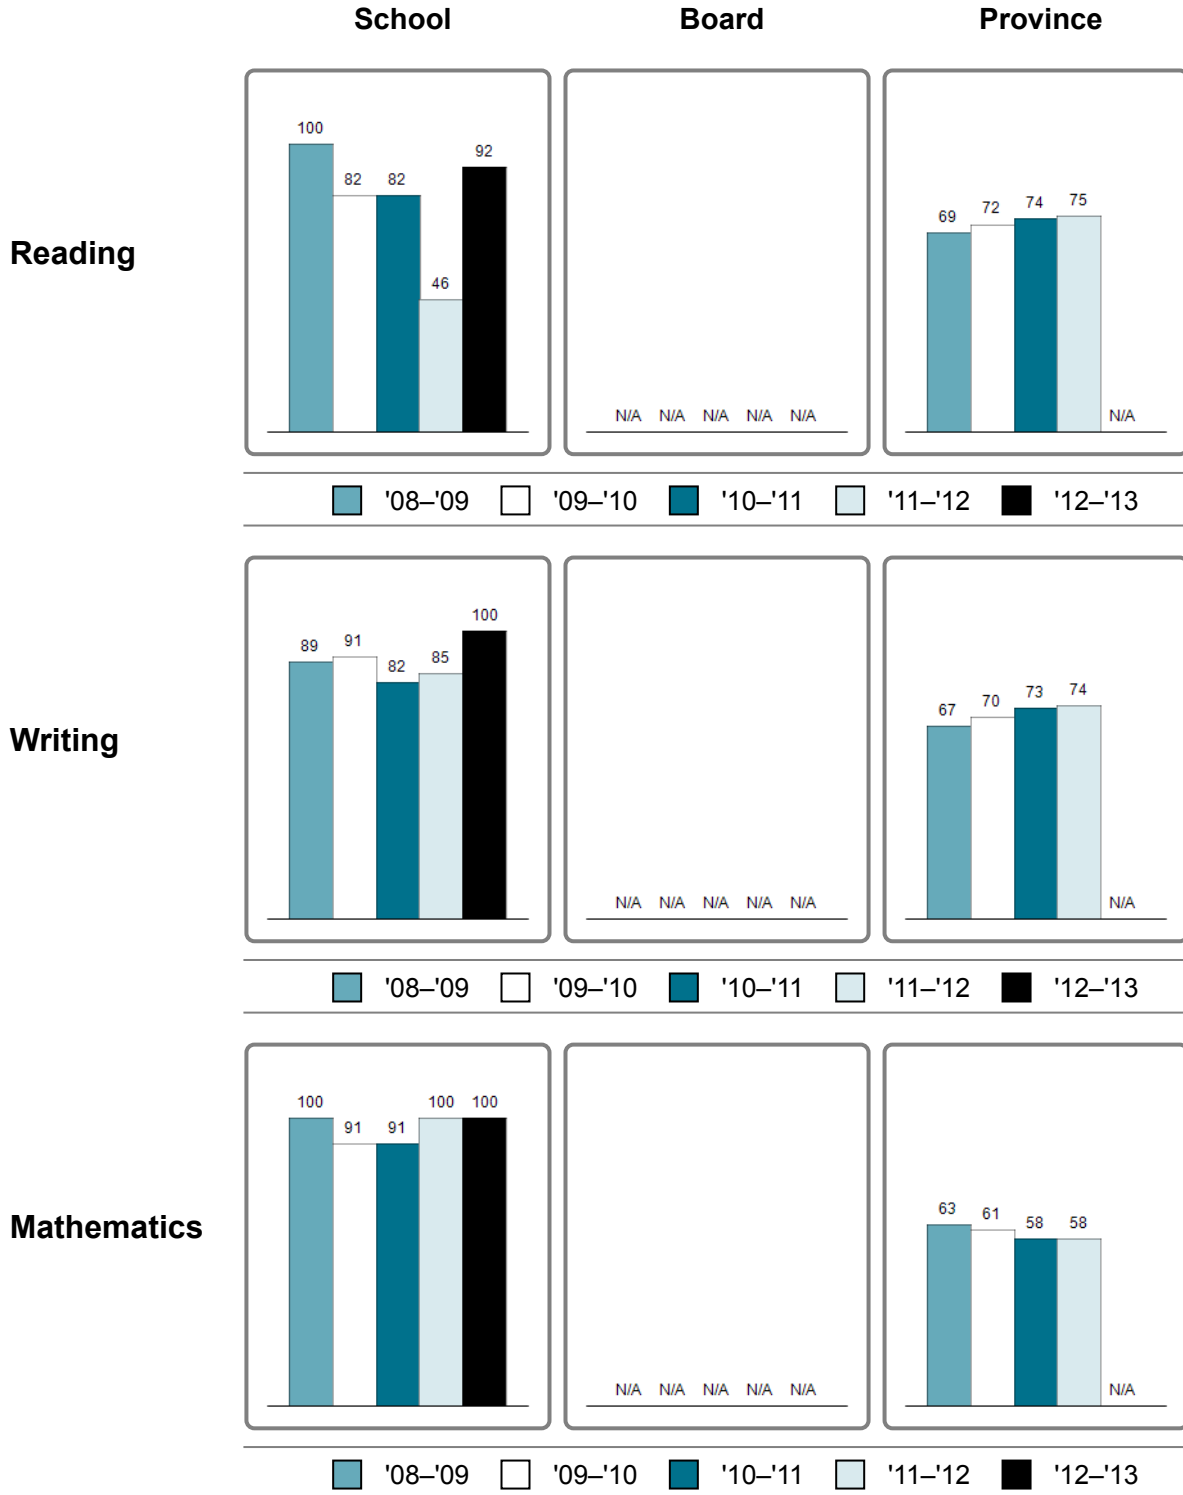 School Board Province
Reading
100
82 82
46
92
N/A N/A N/A N/A N/A
69 72 74 75
N/A
'08–'09 '09–'10 '10–'11 '11–'12 '12–'13
Writing
89 91
82 85
100
N/A N/A N/A N/A N/A
67 70 73 74
N/A
'08–'09 '09–'10 '10–'11 '11–'12 '12–'13
Mathematics
100
91 91
100 100
N/A N/A N/A N/A N/A
63 61 58 58
N/A
'08–'09 '09–'10 '10–'11 '11–'12 '12–'13